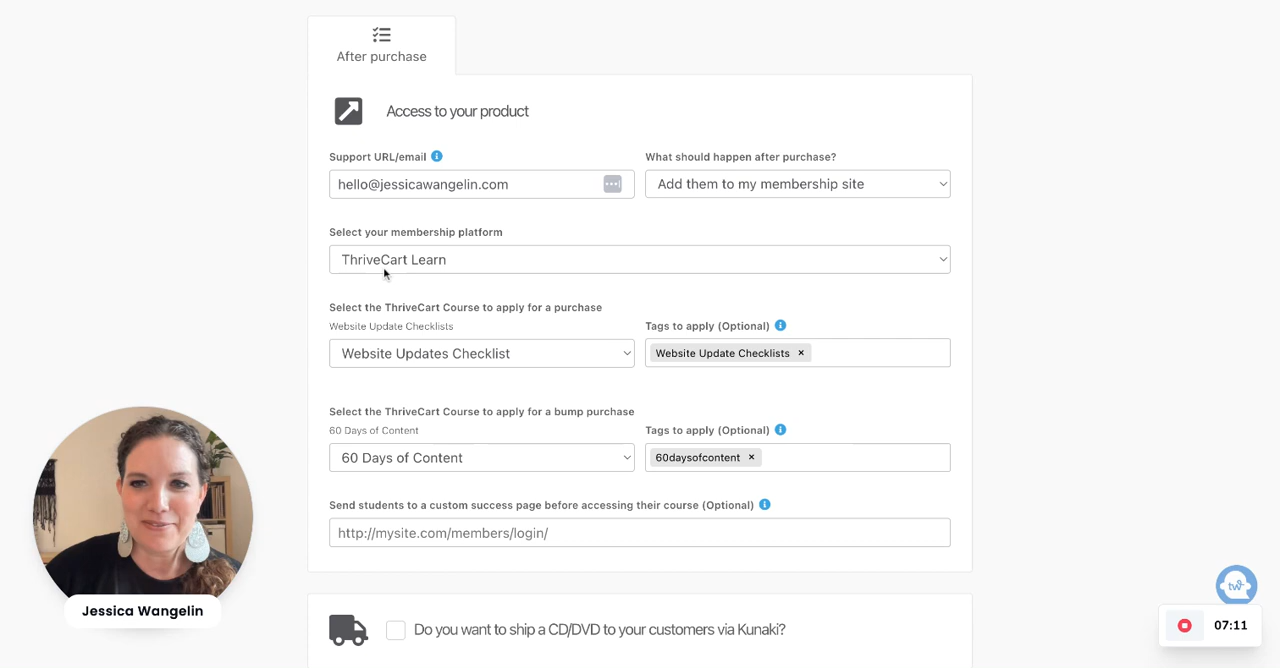 After purchase
Access to your product
Support URL/email
What should happen after purchase?
hello@jessicawangelin.com
Add them to my membership site
Select your membership platform
ThriveCart Learn
Select the ThriveCart Course to apply for a purchase
Website Update Checklists
Tags to apply (Optional)
Website Updates Checklist
Website Update Checklists ×
Select the ThriveCart Course to apply for a bump purchase
60 Days of Content
Tags to apply (Optional)
60 Days of Content
60daysofcontent ×
Send students to a custom success page before accessing their course (Optional)
http://mysite.com/members/login/
Jessica Wangelin
Do you want to ship a CD/DVD to your customers via Kunaki?
07:11